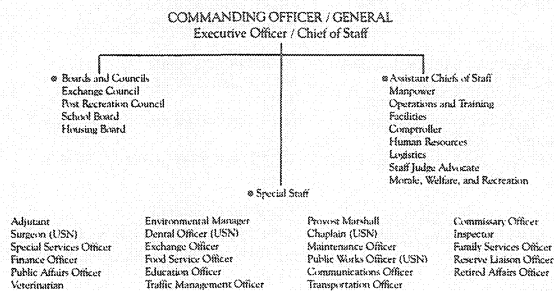 COMMANDING OFFICER / GENERAL
Executive Officer / Chief of Staff
Boards and Councils
Exchange Council
Post Recreation Council
School Board
Housing Board
Assistant Chiefs of Staff
Manpower
Operations and Training
Facilities
Comptroller
Human Resources
Logistics
Staff Judge Advocate
Morale, Welfare, and Recreation
Special Staff
Adjutant
Surgeon (USN)
Special Services Officer
Finance Officer
Public Affairs Officer
Veterinarian
Environmental Manager
Dental Officer (USN)
Exchange Officer
Food Service Officer
Education Officer
Traffic Management Officer
Provost Marshall
Chaplain (USN)
Maintenance Officer
Public Works Officer (USN)
Communications Officer
Transportation Officer
Commissary Officer
Inspector
Family Services Officer
Reserve Liaison Officer
Retired Affairs Officer